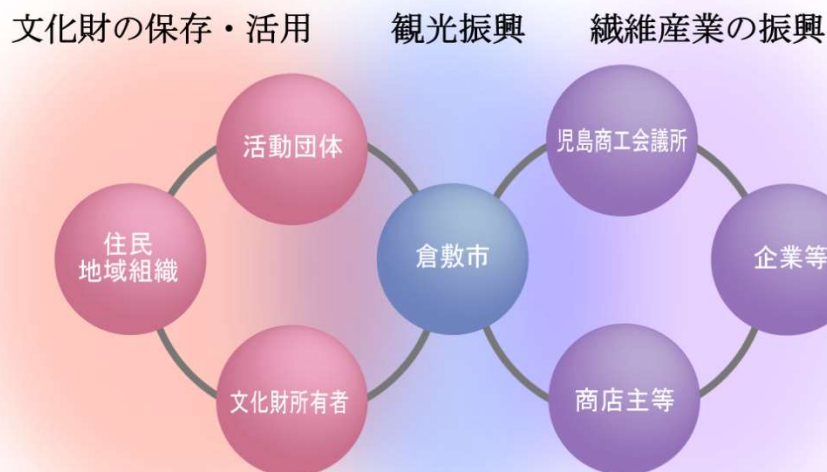 文化財の保存・活用
観光振興
繊維産業の振興
活動団体
児島商工会議所
住民
地域組織
倉敷市
企業等
文化財所有者
商店主等